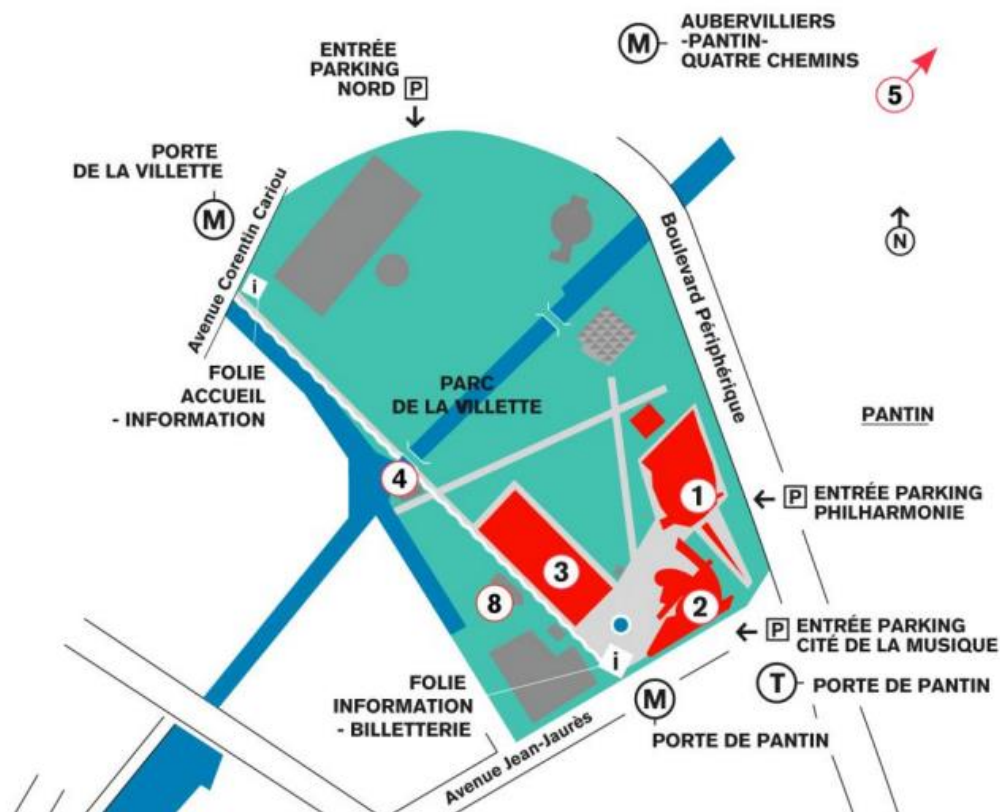 AUBERVILLIERS
-PANTIN-
QUATRE CHEMINS
M
ENTRÉE
PARKING
NORD P
5
PORTE
DE LA VILLETTE
M
N
Avenue Corentin Cariou
i
Boulevard Périphérique
FOLIE
ACCUEIL
- INFORMATION
PARC
DE LA VILLETTE
PANTIN
4
1
P ENTRÉE PARKING
PHILHARMONIE
3
8
2
P ENTRÉE PARKING
CITÉ DE LA MUSIQUE
i
FOLIE
INFORMATION
- BILLETTERIE
M
PORTE DE PANTIN
T PORTE DE PANTIN
Avenue Jean-Jaurès